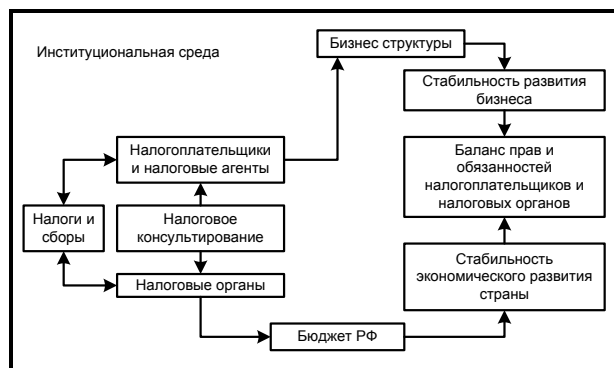 Бизнес структуры
Институциональная среда
Стабильность развития
бизнеса
Налогоплательщики
и налоговые агенты
Баланс прав и
обязанностей
налогоплательщиков и
налоговых органов
Налоги и
сборы
Налоговое
консультирование
Стабильность
экономического развития
страны
Налоговые органы
Бюджет РФ